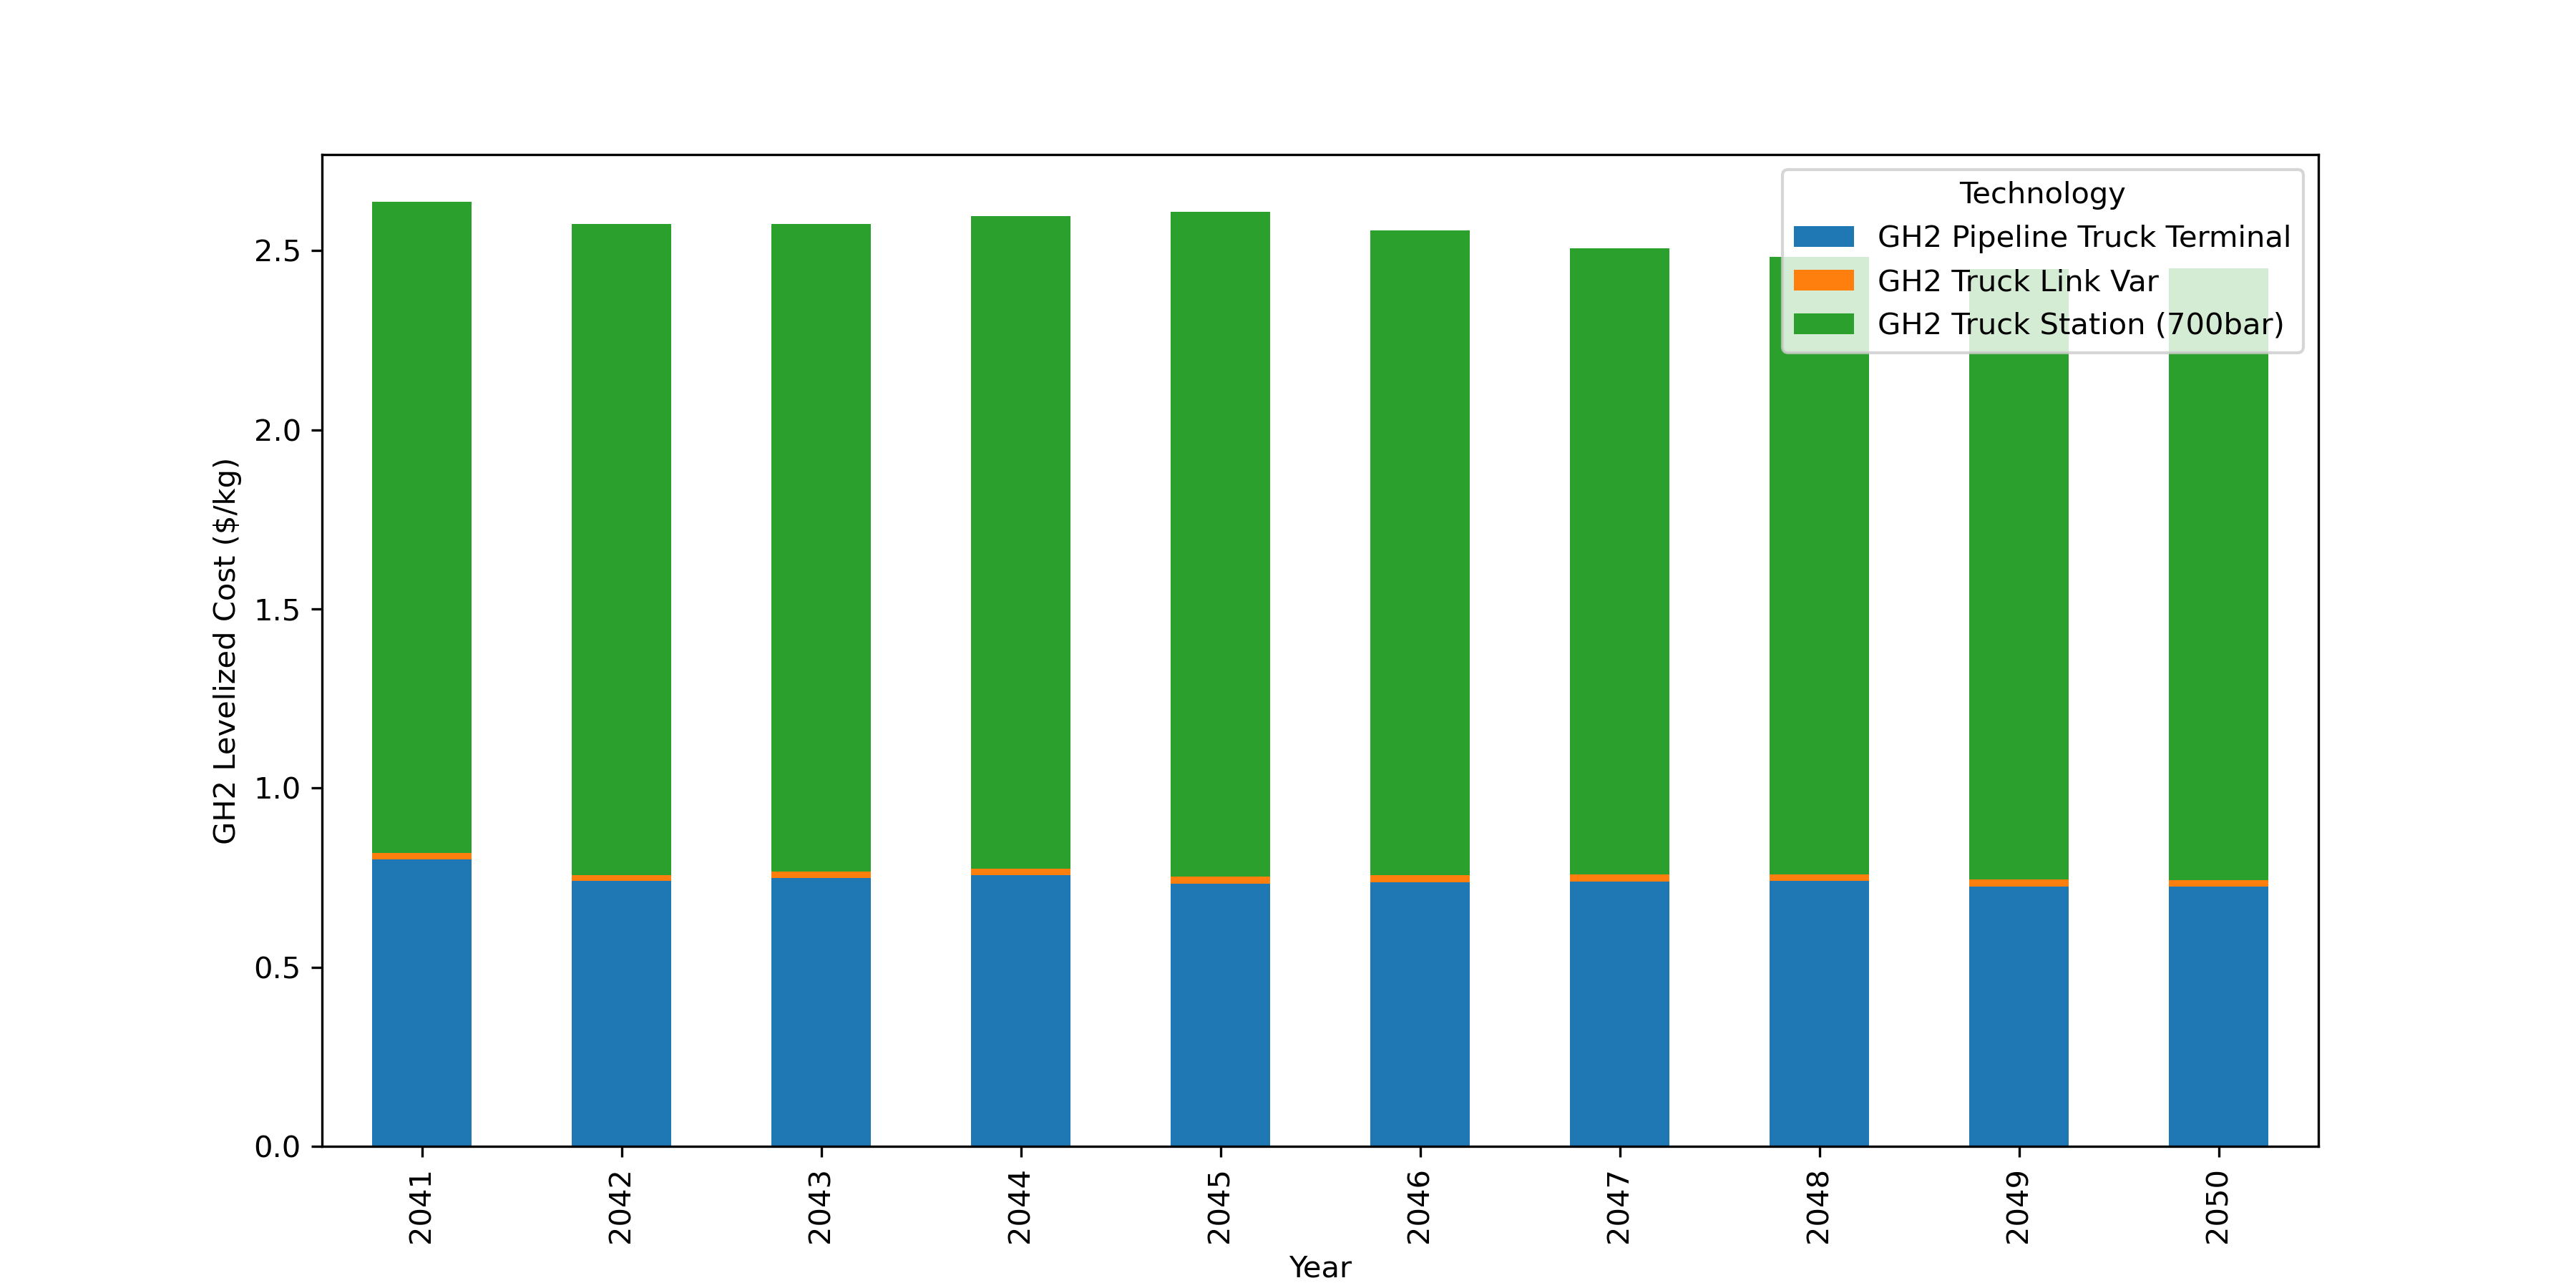 Technology
GH2 Pipeline Truck Terminal
GH2 Truck Link Var
GH2 Truck Station (700bar)
GH2 Levelized Cost ($/kg)
2.5
2.0
1.5
1.0
0.5
0.0
2041
2042
2043
2044
2045
2046
2047
2048
2049
2050
Year